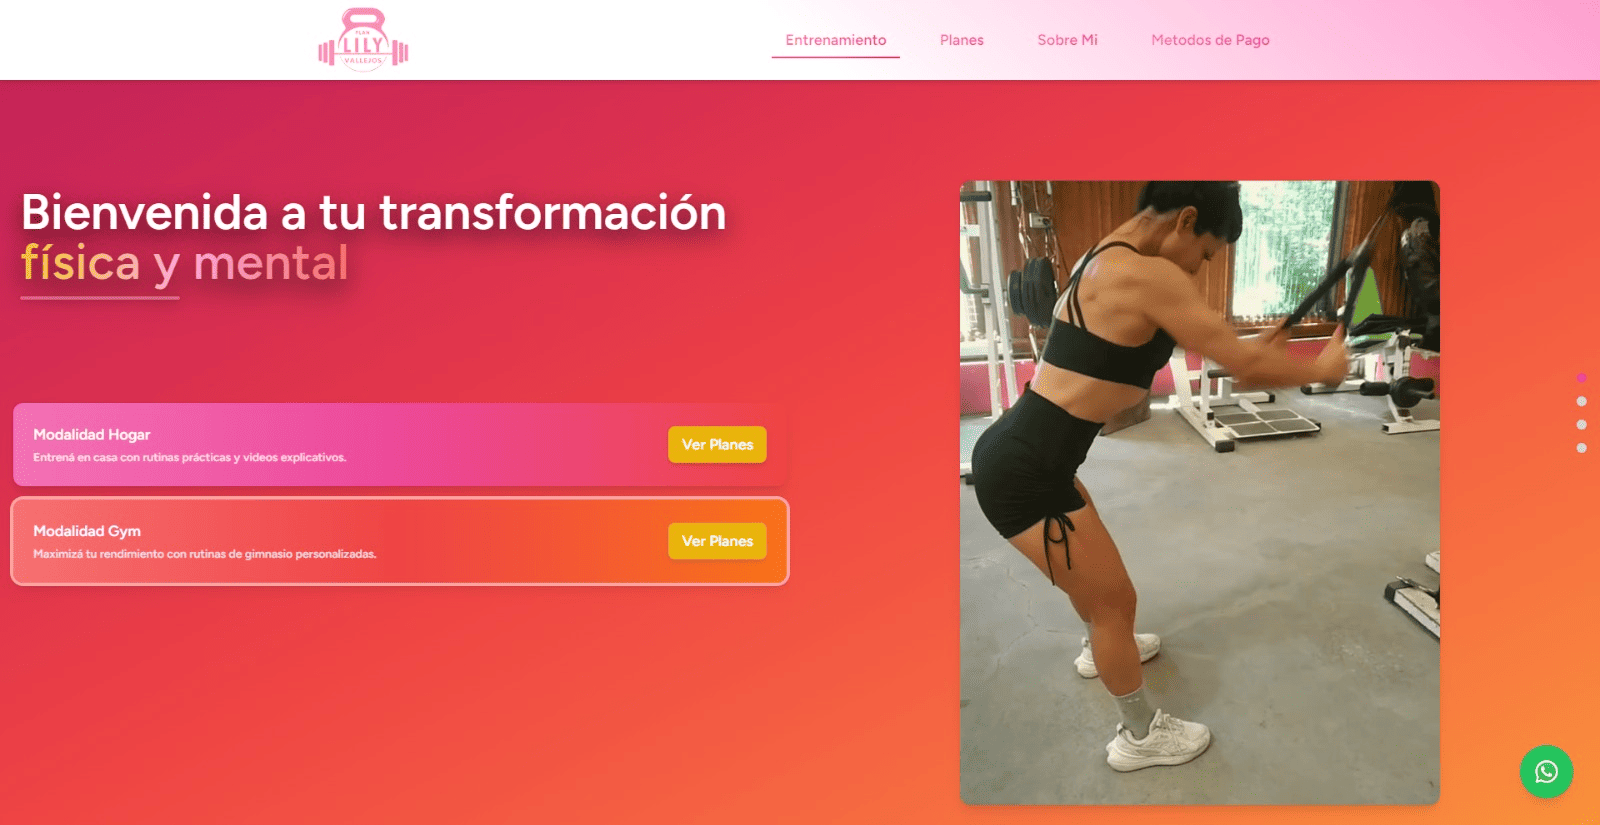 PLAN
LILY
VALLEJOS
Entrenamiento
Planes
Sobre Mi
Metodos de Pago
Bienvenida a tu transformación
física y mental
Modalidad Hogar
Entrená en casa con rutinas prácticas y videos explicativos.
Ver Planes
Modalidad Gym
Maximizá tu rendimiento con rutinas de gimnasio personalizadas.
Ver Planes